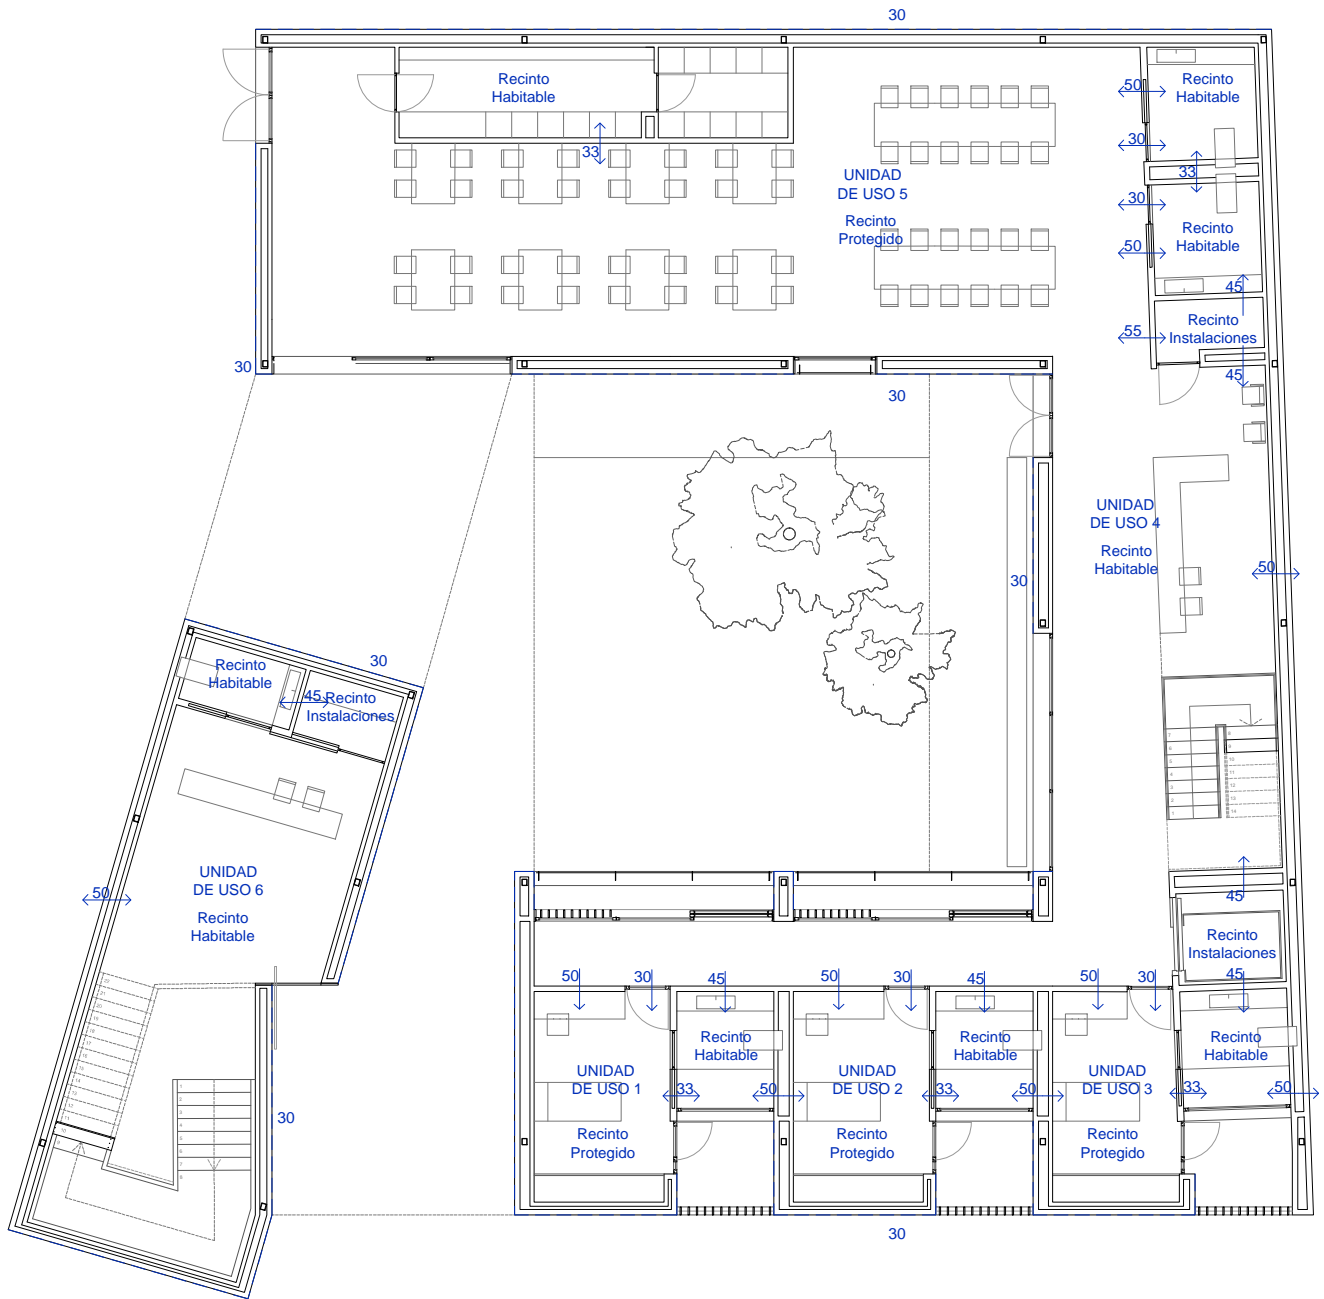 30
Recinto
Habitable
50
Recinto
Habitable
30
33
33
UNIDAD
DE USO 5
30
Recinto
Protegido
Recinto
Habitable
50
45
Recinto
Instalaciones
55
30
45
30
UNIDAD
DE USO 4
Recinto
Habitable
50
30
30
Recinto
Habitable
45
Recinto
Instalaciones
UNIDAD
DE USO 6
50
Recinto
Habitable
45
Recinto
Instalaciones
50
30
45
50
30
45
50
30
45
Recinto
Habitable
Recinto
Habitable
Recinto
Habitable
UNIDAD
DE USO 1
33
50
UNIDAD
DE USO 2
33
50
UNIDAD
DE USO 3
33
50
30
Recinto
Protegido
Recinto
Protegido
Recinto
Protegido
30